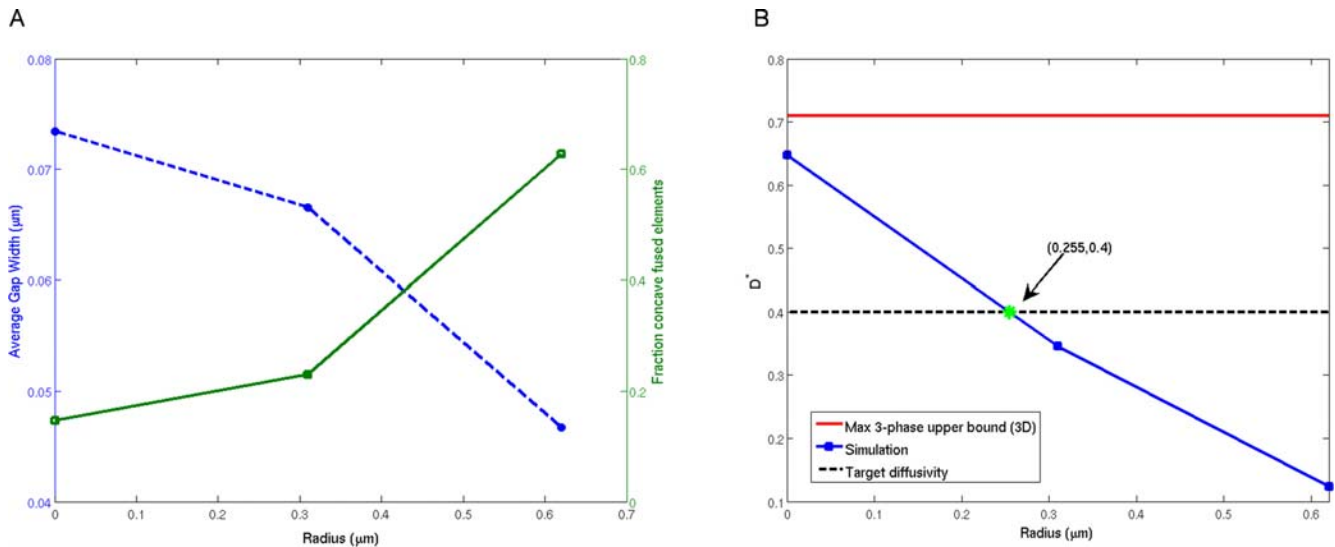 A
0.08
0.07
0.06
0.05
0.04
Average Gap Width (μm)
0.8
0.6
0.4
0.2
0
Fraction concave fused elements
0 0.1 0.2 0.3 0.4 0.5 0.6 0.7
Radius (μm)
B
0.8
0.7
0.6
0.5
0.4
0.3
0.2
0.1
D*
(0.255,0.4)
Max 3-phase upper bound (3D)
Simulation
Target diffusivity
0 0.1 0.2 0.3 0.4 0.5 0.6
Radius (μm)